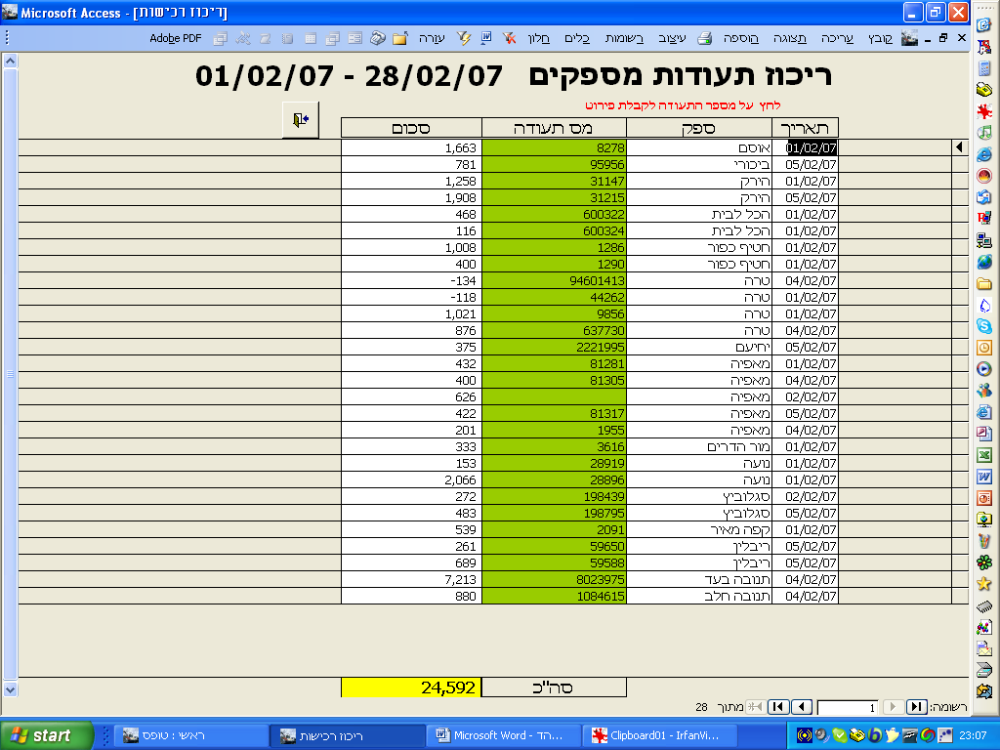 Microsoft Access - [ריכוז רכישות]
קובץ עריכה תצוגה הוספה עיצוב רשומות כלים חלון עזרה Adobe PDF
ריכוז תעודות מספקים 01/02/07 - 28/02/07
לחץ על מספר התעודה לקבלת פירוט
תאריך ספק מס תעודה סכום
01/02/07 אוסם 8278 1,663
05/02/07 ביכורי 95956 781
01/02/07 הירק 31147 1,258
05/02/07 הירק 31215 1,908
01/02/07 הכל לבית 600322 468
01/02/07 הכל לבית 600324 116
01/02/07 חטיף כפור 1286 1,008
01/02/07 חטיף כפור 1290 400
04/02/07 טרה 94601413 -134
01/02/07 טרה 44262 -118
01/02/07 טרה 9856 1,021
04/02/07 טרה 637730 876
05/02/07 יחיעם 2221995 375
01/02/07 מאפיה 81281 432
04/02/07 מאפיה 81305 400
02/02/07 מאפיה 626
05/02/07 מאפיה 81317 422
04/02/07 מאפיה 1955 201
01/02/07 מור הדרים 3616 333
01/02/07 נועה 28919 153
01/02/07 נועה 28896 2,066
02/02/07 סגלוביץ 198439 272
05/02/07 סגלוביץ 198795 483
01/02/07 קפה מאיר 2091 539
05/02/07 ריבלין 59650 261
05/02/07 ריבלין 59588 689
04/02/07 תנובה בעד 8023975 7,213
04/02/07 תנובה חלב 1084615 880
סה"כ 24,592
רשומה: 1 מתוך 28
start
ראשי : טופס
ריכוז רכישות
Microsoft Word - הד...
Clipboard01 - IrfanVi...
23:07